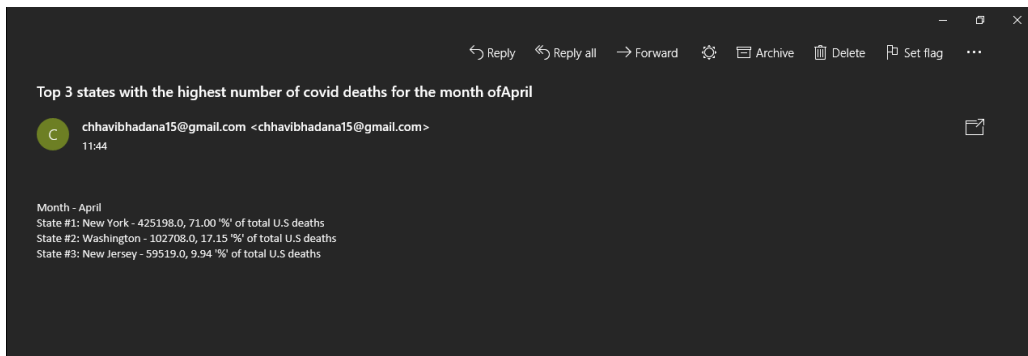 Reply Reply all Forward Archive Delete Set flag ...
Top 3 states with the highest number of covid deaths for the month ofApril
C
chhavibhadana15@gmail.com <chhavibhadana15@gmail.com>
11:44
Month - April
State #1: New York - 425198.0, 71.00 '%' of total U.S deaths
State #2: Washington - 102708.0, 17.15 '%' of total U.S deaths
State #3: New Jersey - 59519.0, 9.94 '%' of total U.S deaths